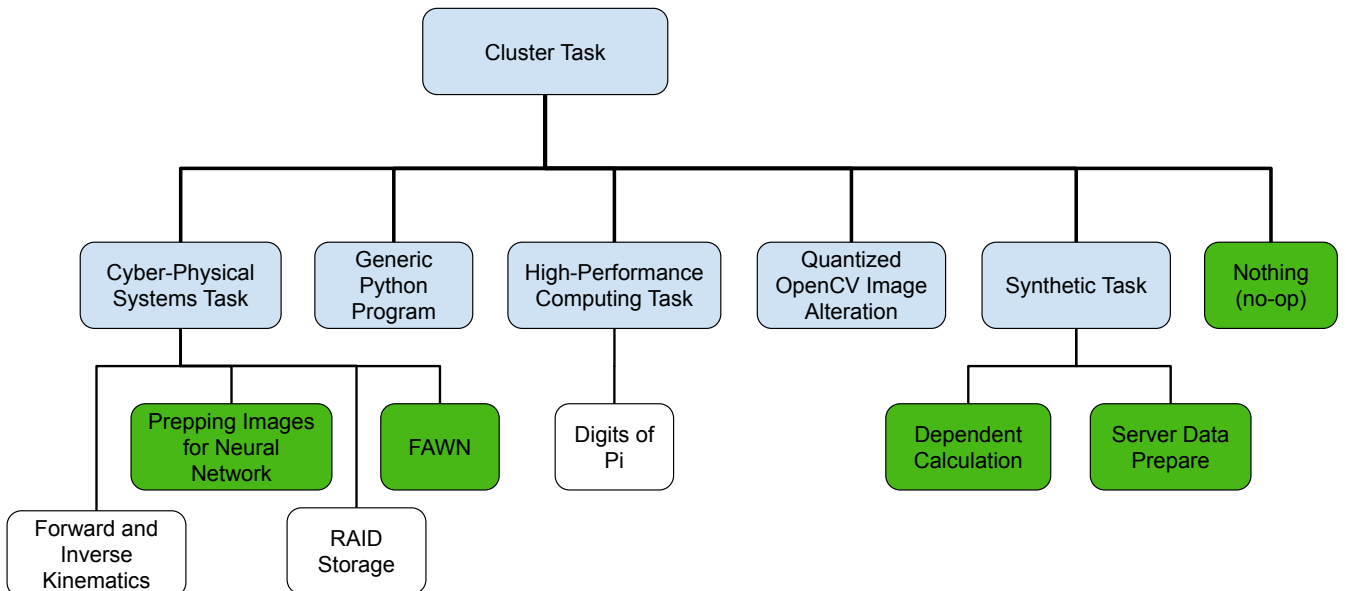 Cluster Task
Cyber-Physical
Systems Task
Generic
Python
Program
High-Performance
Computing Task
Quantized
OpenCV Image
Alteration
Synthetic Task
Nothing
(no-op)
Prepping Images
for Neural
Network
FAWN
Digits of
Pi
Dependent
Calculation
Server Data
Prepare
Forward and
Inverse
Kinematics
RAID
Storage